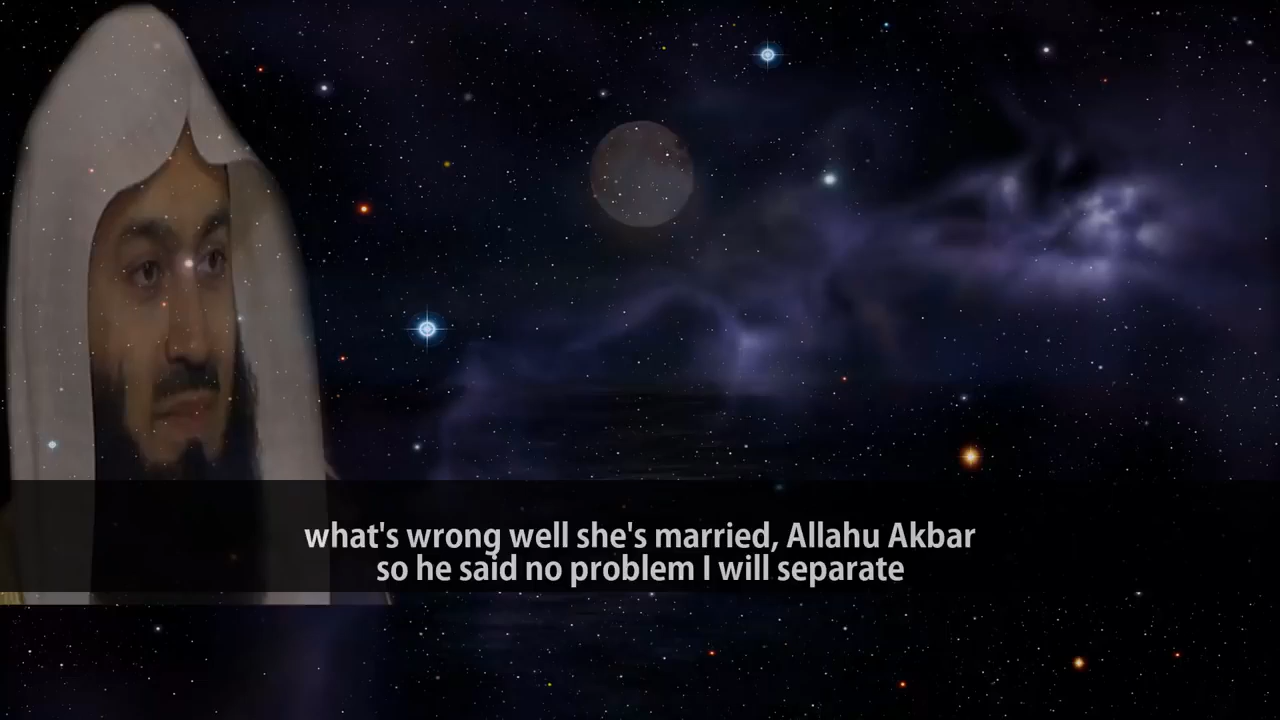 what's wrong well she's married, Allahu Akbar
so he said no problem I will separate